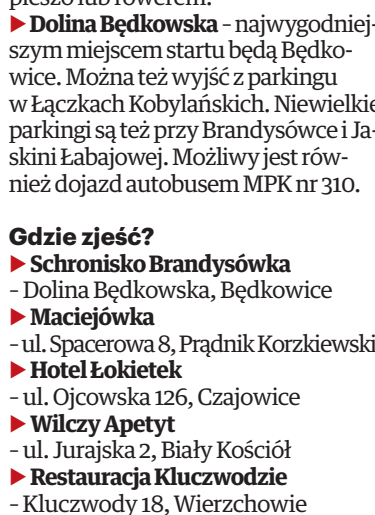 pieszo lub rowerem.
▶ Dolina Będkowska – najwygodniej-
szym miejscem startu będą Będko-
wice. Można też wyjść z parkingu
w Łączkach Kobylańskich. Niewielkie
parkingi są też przy Brandysówce i Ja-
skini Łabajowej. Możliwy jest rów-
nież dojazd autobusem MPK nr 310.
Gdzie zjeść?
▶ Schronisko Brandysówka
– Dolina Będkowska, Będkowice
▶ Maciejówka
– ul. Spacerowa 8, Prądnik Korzkiewski
▶ Hotel Łokietek
– ul. Ojcowska 126, Czajowice
▶ Wilczy Apetyt
– ul. Jurajska 2, Biały Kościół
▶ Restauracja Kluczwodzie
– Kluczwody 18, Wierzchowie